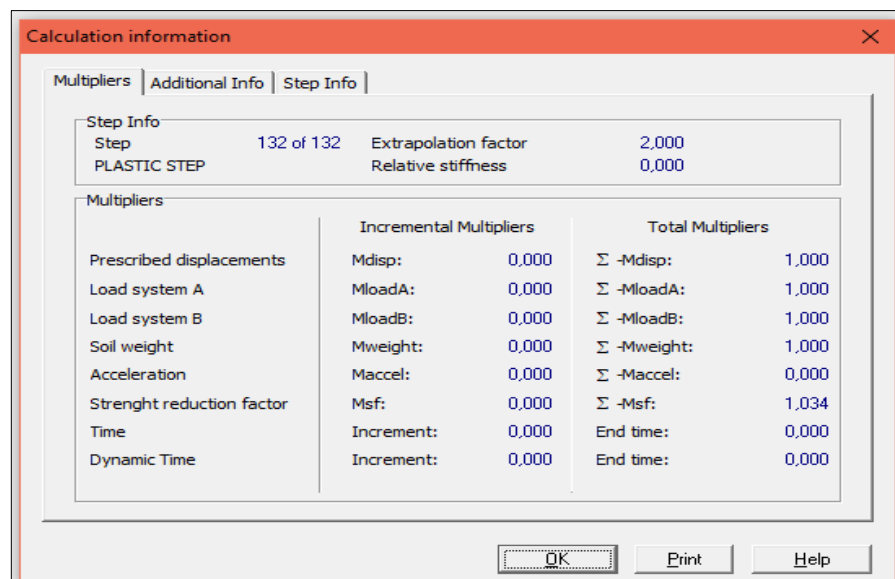 Calculation information
Multipliers Additional Info Step Info
Step Info
Step 132 of 132 Extrapolation factor 2,000
PLASTIC STEP Relative stiffness 0,000
Multipliers
Incremental Multipliers Total Multipliers
Prescribed displacements Mdisp: 0,000 Σ -Mdisp: 1,000
Load system A MloadA: 0,000 Σ -MloadA: 1,000
Load system B MloadB: 0,000 Σ -MloadB: 1,000
Soil weight Mweight: 0,000 Σ -Mweight: 1,000
Acceleration Maccel: 0,000 Σ -Maccel: 0,000
Strenght reduction factor Msf: 0,000 Σ -Msf: 1,034
Time Increment: 0,000 End time: 0,000
Dynamic Time Increment: 0,000 End time: 0,000
OK Print Help